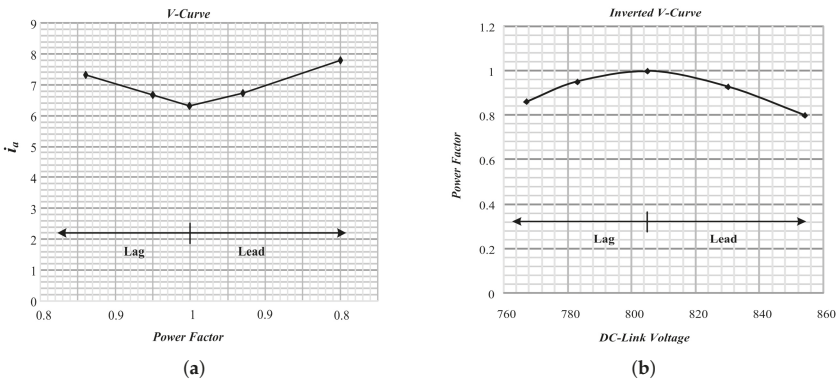 V-Curve
9
8
7
6
5
4
3
2
1
0
i_a
Lag
Lead
0.8
0.9
1
0.9
0.8
Power Factor
(a)
Inverted V-Curve
1.2
1
0.8
0.6
0.4
0.2
0
Power Factor
Lag
Lead
760
780
800
820
840
860
DC-Link Voltage
(b)